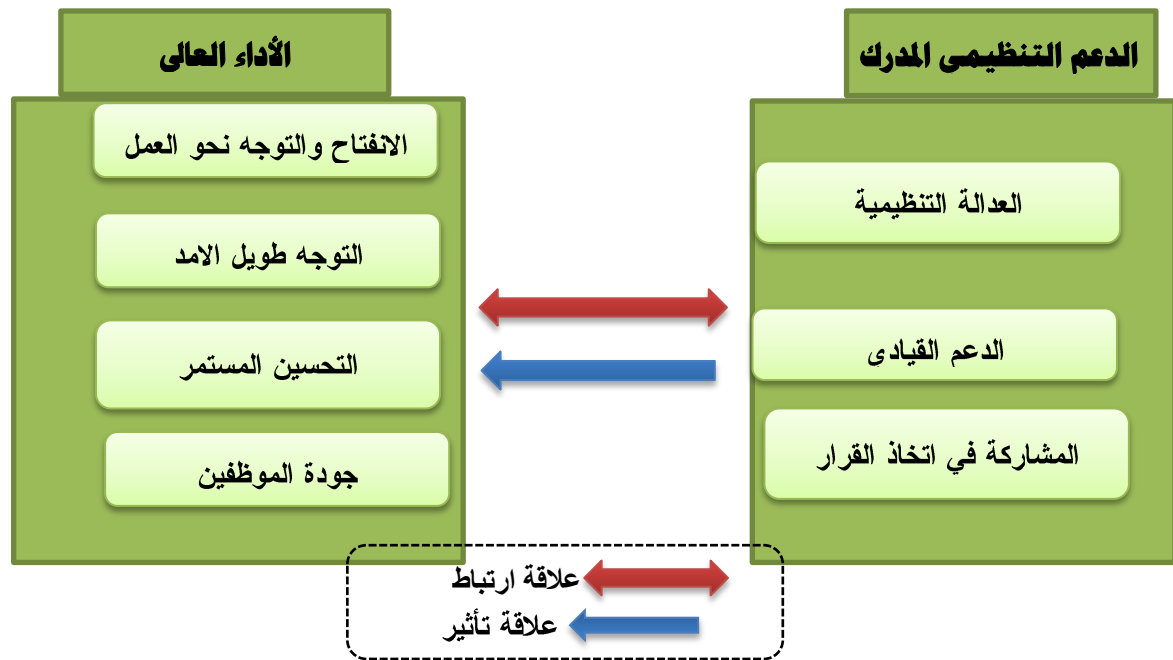 الدعم التنظيمى المدرك
العدالة التنظيمية
الدعم القيادى
المشاركة في اتخاذ القرار
الأداء العالى
الانفتاح والتوجه نحو العمل
التوجه طويل الامد
التحسين المستمر
جودة الموظفين
علاقة ارتباط
علاقة تأثير